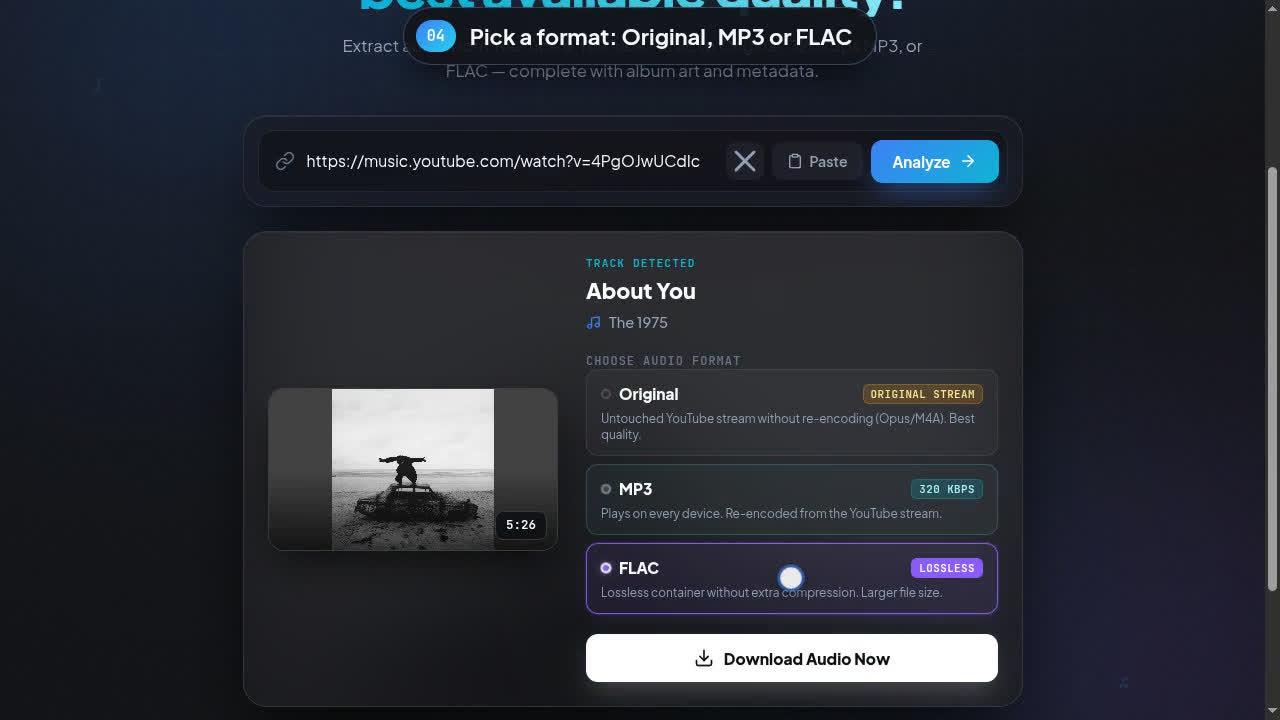 best available quality.
04 Pick a format: Original, MP3 or FLAC
Extract MP3, or
FLAC — complete with album art and metadata.
https://music.youtube.com/watch?v=4PgOJwUCdlc
Paste
Analyze
TRACK DETECTED
About You
The 1975
CHOOSE AUDIO FORMAT
Original ORIGINAL STREAM
Untouched YouTube stream without re-encoding (Opus/M4A). Best
quality.
MP3 320 KBPS
Plays on every device. Re-encoded from the YouTube stream.
5:26
FLAC LOSSLESS
Lossless container without extra compression. Larger file size.
Download Audio Now